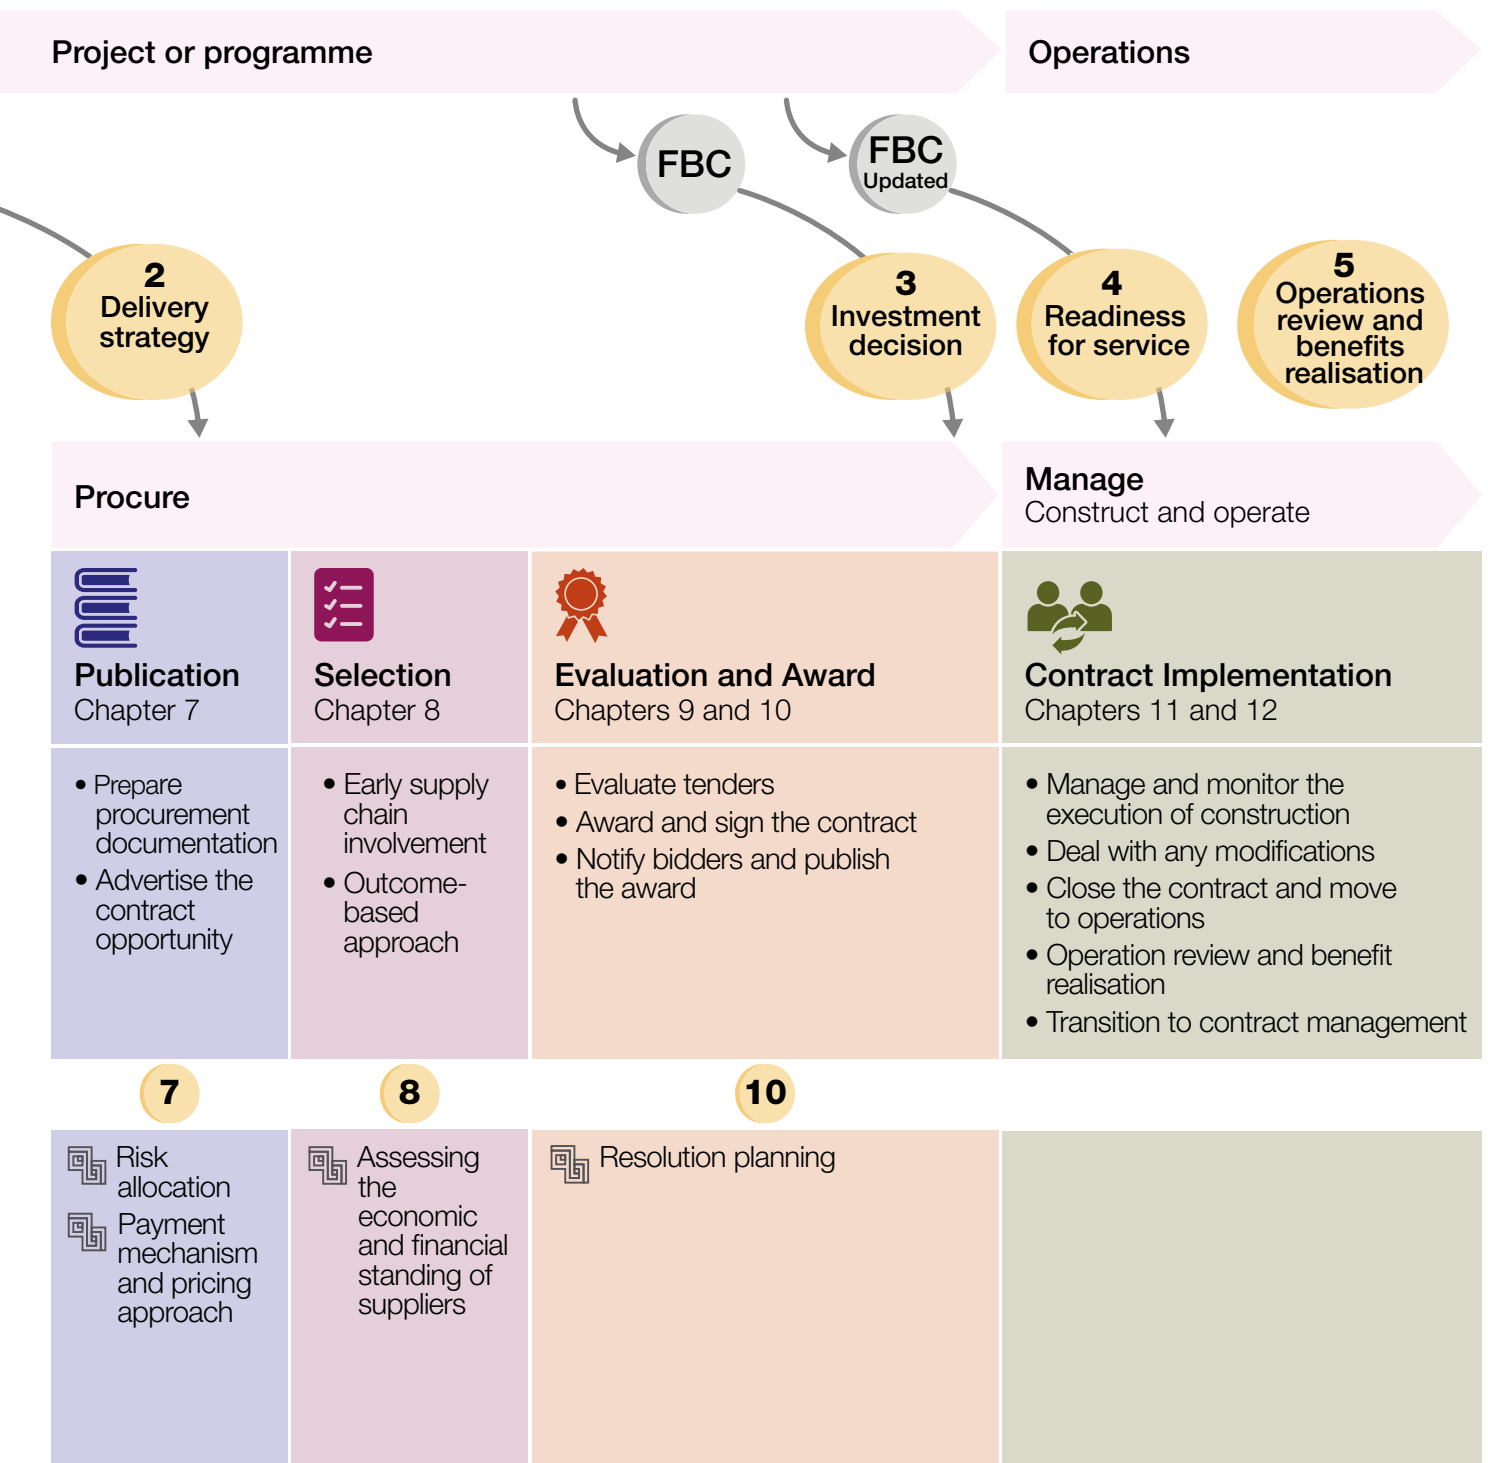 Project or programme
Operations
FBC
FBC
Updated
2
Delivery
strategy
3
Investment
decision
4
Readiness
for service
5
Operations
review and
benefits
realisation
Procure
Manage
Construct and operate
Publication
Chapter 7
Selection
Chapter 8
Evaluation and Award
Chapters 9 and 10
Contract Implementation
Chapters 11 and 12
• Prepare
procurement
documentation
• Advertise the
contract
opportunity
• Early supply
chain
involvement
• Outcome-
based
approach
• Evaluate tenders
• Award and sign the contract
• Notify bidders and publish
the award
• Manage and monitor the
execution of construction
• Deal with any modifications
• Close the contract and move
to operations
• Operation review and benefit
realisation
• Transition to contract management
7
8
10
Risk
allocation
Payment
mechanism
and pricing
approach
Assessing
the
economic
and financial
standing of
suppliers
Resolution planning